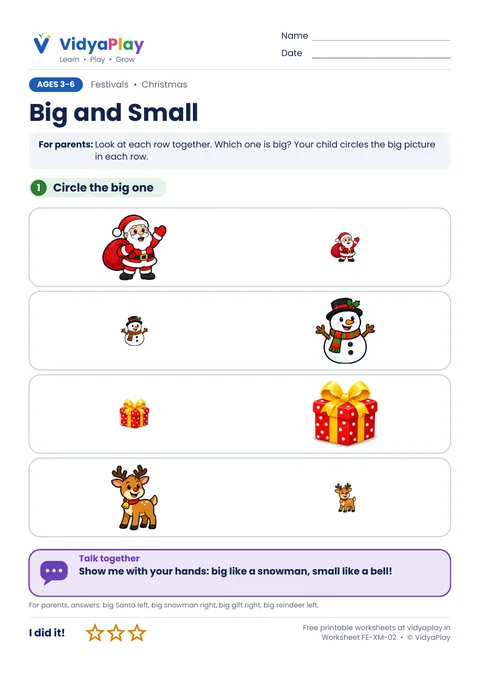 VidyaPlay
Learn • Play • Grow
Name
Date
AGES 3–6 Festivals • Christmas
Big and Small
For parents: Look at each row together. Which one is big? Your child circles the big picture
in each row.
1 Circle the big one
Talk together
Show me with your hands: big like a snowman, small like a bell!
For parents, answers: big Santa left, big snowman right, big gift right, big reindeer left.
I did it!
Free printable worksheets at vidyaplay.in
Worksheet FE-XM-02 • © VidyaPlay